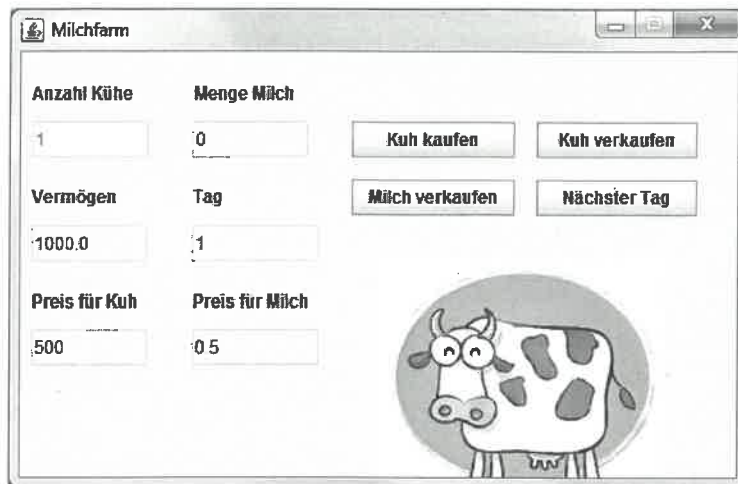 Milchfarm
Anzahl Kühe Menge Milch
1 0 Kuh kaufen Kuh verkaufen
Vermögen Tag Milch verkaufen Nächster Tag
1000.0 1
Preis für Kuh Preis für Milch
500 0.5